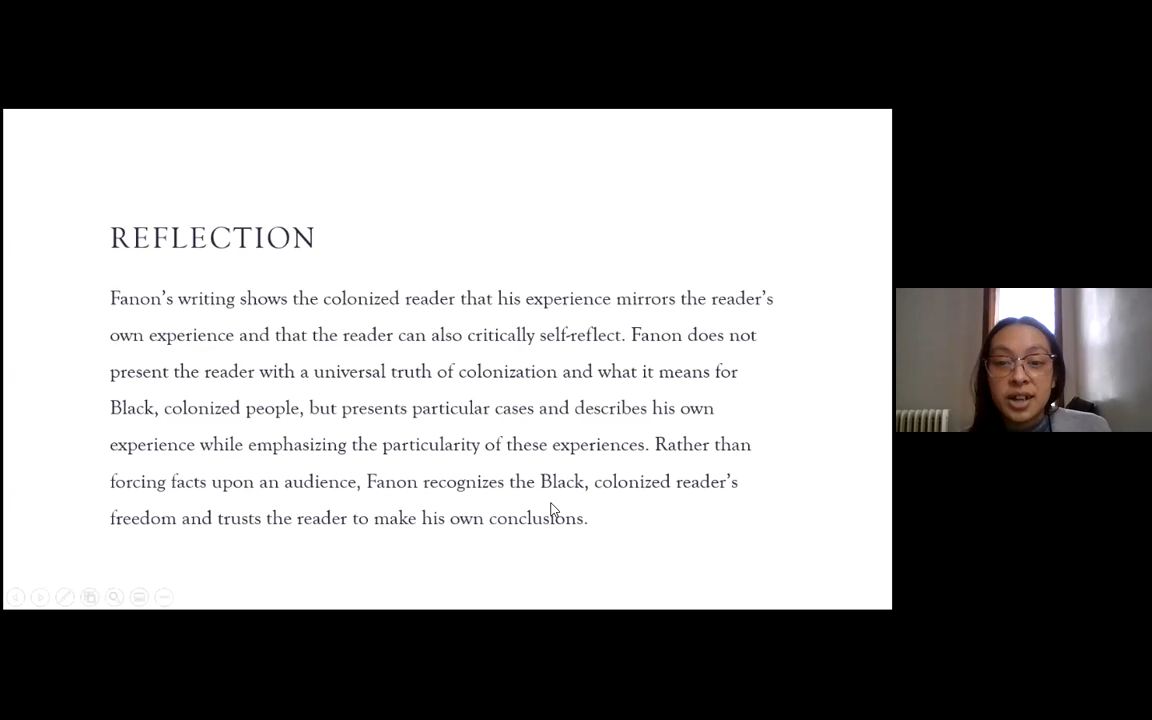 REFLECTION
Fanon’s writing shows the colonized reader that his experience mirrors the reader’s
own experience and that the reader can also critically self-reflect. Fanon does not
present the reader with a universal truth of colonization and what it means for
Black, colonized people, but presents particular cases and describes his own
experience while emphasizing the particularity of these experiences. Rather than
forcing facts upon an audience, Fanon recognizes the Black, colonized reader’s
freedom and trusts the reader to make his own conclusions.